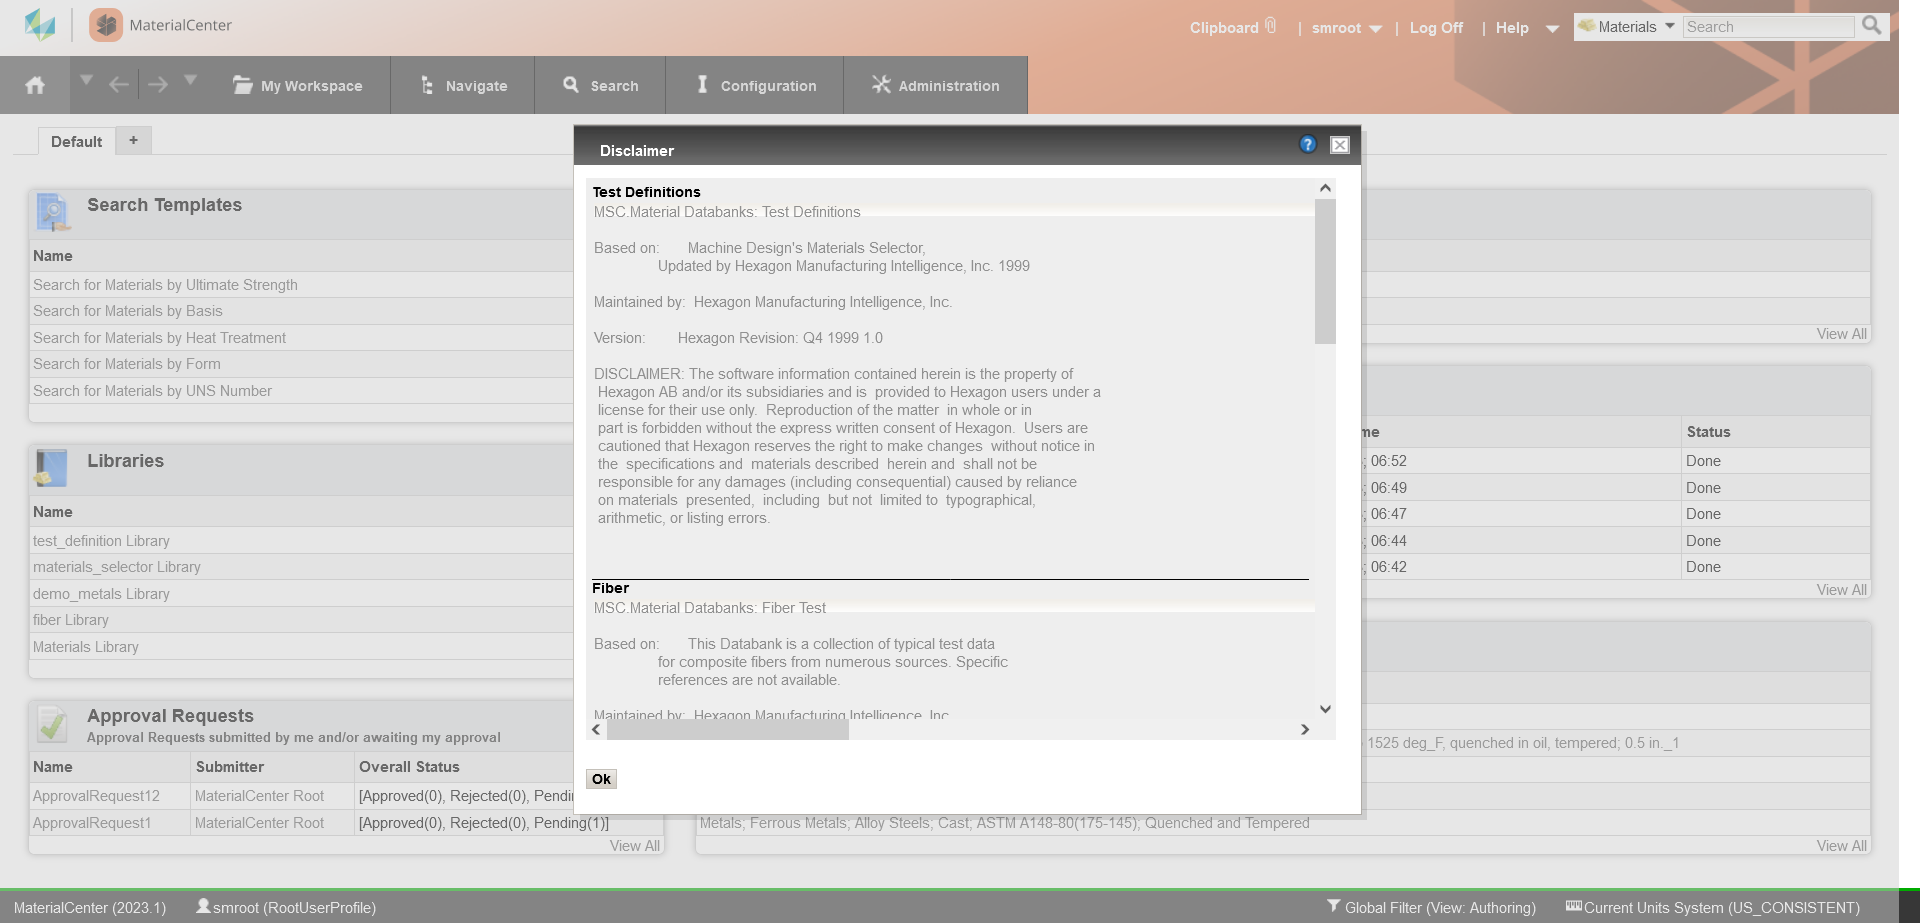 MaterialCenter
Clipboard | smroot | Log Off | Help
Materials Search
My Workspace Navigate Search Configuration Administration
Default +
Disclaimer ?
Test Definitions
MSC.Material Databanks: Test Definitions
Based on: Machine Design's Materials Selector,
Updated by Hexagon Manufacturing Intelligence, Inc. 1999
Maintained by: Hexagon Manufacturing Intelligence, Inc.
Version: Hexagon Revision: Q4 1999 1.0
DISCLAIMER: The software information contained herein is the property of
Hexagon AB and/or its subsidiaries and is provided to Hexagon users under a
license for their use only. Reproduction of the matter in whole or in
part is forbidden without the express written consent of Hexagon. Users are
cautioned that Hexagon reserves the right to make changes without notice in
the specifications and materials described herein and shall not be
responsible for any damages (including consequential) caused by reliance
on materials presented, including but not limited to typographical,
arithmetic, or listing errors.
Fiber
MSC.Material Databanks: Fiber Test
Based on: This Databank is a collection of typical test data
for composite fibers from numerous sources. Specific
references are not available.
Maintained by: Hexagon Manufacturing Intelligence, Inc
Ok
Search Templates
Name
Search for Materials by Ultimate Strength
Search for Materials by Basis
Search for Materials by Heat Treatment
Search for Materials by Form
Search for Materials by UNS Number
Libraries
Name
test_definition Library
materials_selector Library
demo_metals Library
fiber Library
Materials Library
Approval Requests
Approval Requests submitted by me and/or awaiting my approval
Name Submitter Overall Status
ApprovalRequest12 MaterialCenter Root [Approved(0), Rejected(0), Pendin
ApprovalRequest1 MaterialCenter Root [Approved(0), Rejected(0), Pending(1)]
View All
View All
me Status
; 06:52 Done
; 06:49 Done
; 06:47 Done
; 06:44 Done
; 06:42 Done
View All
1525 deg_F, quenched in oil, tempered; 0.5 in._1
Metals; Ferrous Metals; Alloy Steels; Cast; ASTM A148-80(175-145); Quenched and Tempered
View All
MaterialCenter (2023.1) smroot (RootUserProfile) Global Filter (View: Authoring) Current Units System (US_CONSISTENT)